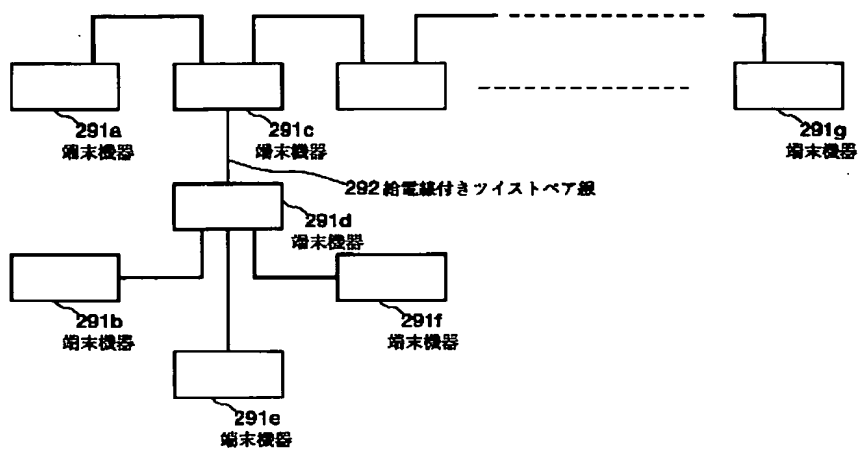 291a
端末機器
291c
端末機器
291g
端末機器
292 給電線付きツイストペア線
291d
端末機器
291b
端末機器
291f
端末機器
291e
端末機器